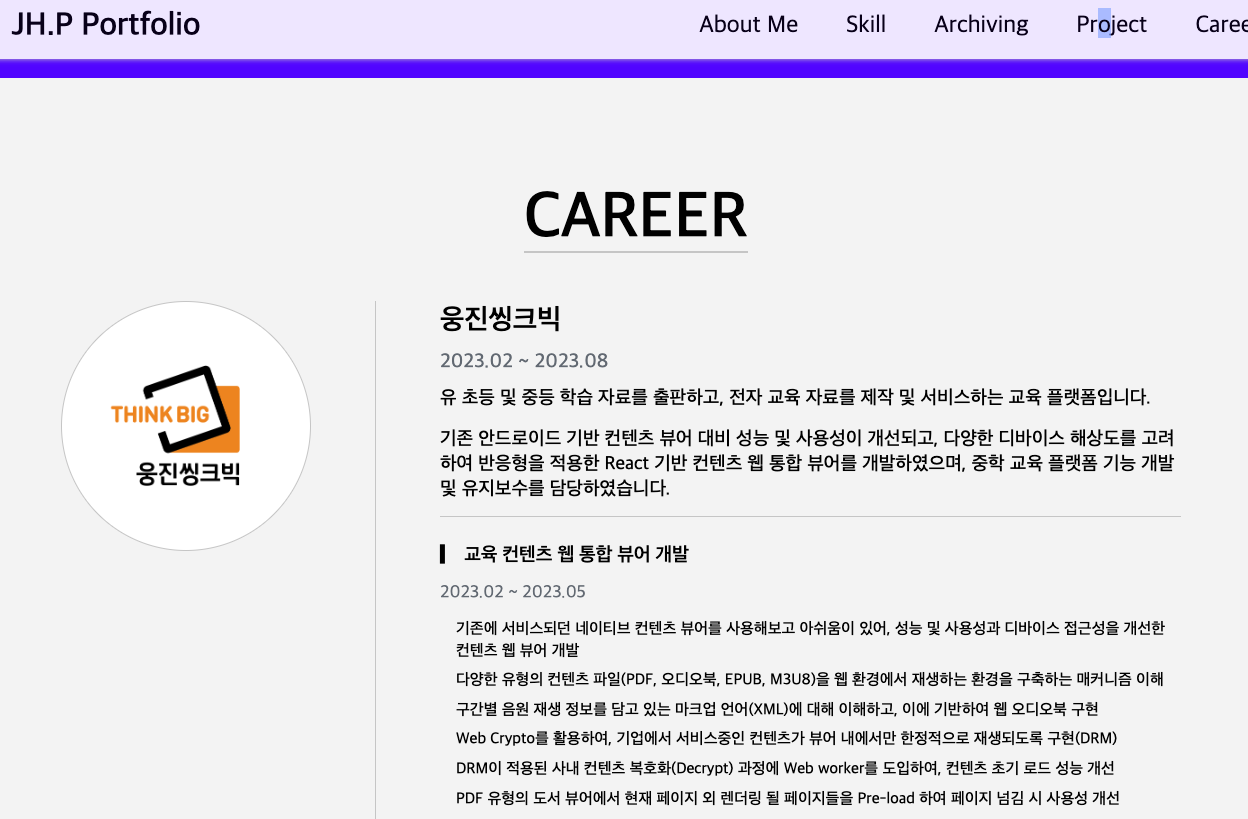 JH.P Portfolio
About Me
Skill
Archiving
Project
Caree
CAREER
THINK BIG
웅진씽크빅
웅진씽크빅
2023.02 ~ 2023.08
유 초등 및 중등 학습 자료를 출판하고, 전자 교육 자료를 제작 및 서비스하는 교육 플랫폼입니다.
기존 안드로이드 기반 컨텐츠 뷰어 대비 성능 및 사용성이 개선되고, 다양한 디바이스 해상도를 고려
하여 반응형을 적용한 React 기반 컨텐츠 웹 통합 뷰어를 개발하였으며, 중학 교육 플랫폼 기능 개발
및 유지보수를 담당하였습니다.
교육 컨텐츠 웹 통합 뷰어 개발
2023.02 ~ 2023.05
기존에 서비스되던 네이티브 컨텐츠 뷰어를 사용해보고 아쉬움이 있어, 성능 및 사용성과 디바이스 접근성을 개선한
컨텐츠 웹 뷰어 개발
다양한 유형의 컨텐츠 파일(PDF, 오디오북, EPUB, M3U8)을 웹 환경에서 재생하는 환경을 구축하는 매커니즘 이해
구간별 음원 재생 정보를 담고 있는 마크업 언어(XML)에 대해 이해하고, 이에 기반하여 웹 오디오북 구현
Web Crypto를 활용하여, 기업에서 서비스중인 컨텐츠가 뷰어 내에서만 한정적으로 재생되도록 구현(DRM)
DRM이 적용된 사내 컨텐츠 복호화(Decrypt) 과정에 Web worker를 도입하여, 컨텐츠 초기 로드 성능 개선
PDF 유형의 도서 뷰어에서 현재 페이지 외 렌더링 될 페이지들을 Pre-load 하여 페이지 넘김 시 사용성 개선